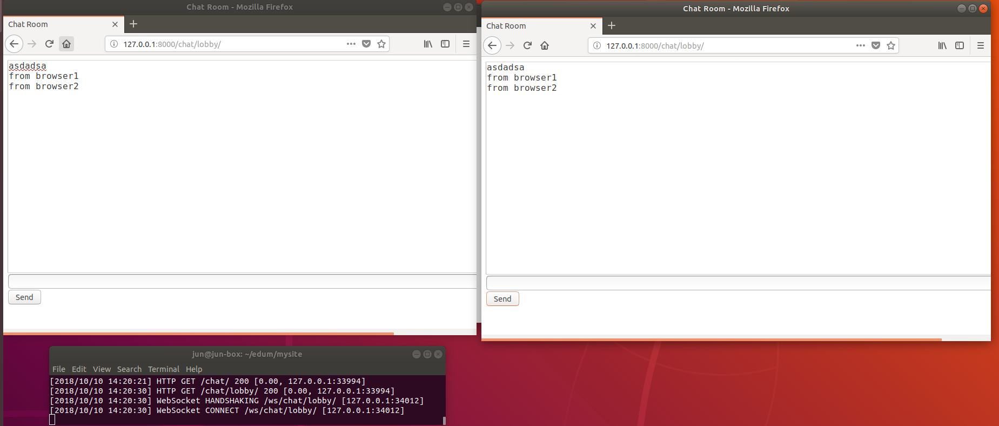 Chat Room - Mozilla Firefox
Chat Room
127.0.0.1:8000/chat/lobby/
asdadsa
from browser1
from browser2
Send
Chat Room - Mozilla Firefox
Chat Room
127.0.0.1:8000/chat/lobby/
asdadsa
from browser1
from browser2
Send
jun@jun-box: ~/edum/mysite
File Edit View Search Terminal Help
[2018/10/10 14:20:21] HTTP GET /chat/ 200 [0.00, 127.0.0.1:33994]
[2018/10/10 14:20:30] HTTP GET /chat/lobby/ 200 [0.00, 127.0.0.1:33994]
[2018/10/10 14:20:30] WebSocket HANDSHAKING /ws/chat/lobby/ [127.0.0.1:34012]
[2018/10/10 14:20:30] WebSocket CONNECT /ws/chat/lobby/ [127.0.0.1:34012]